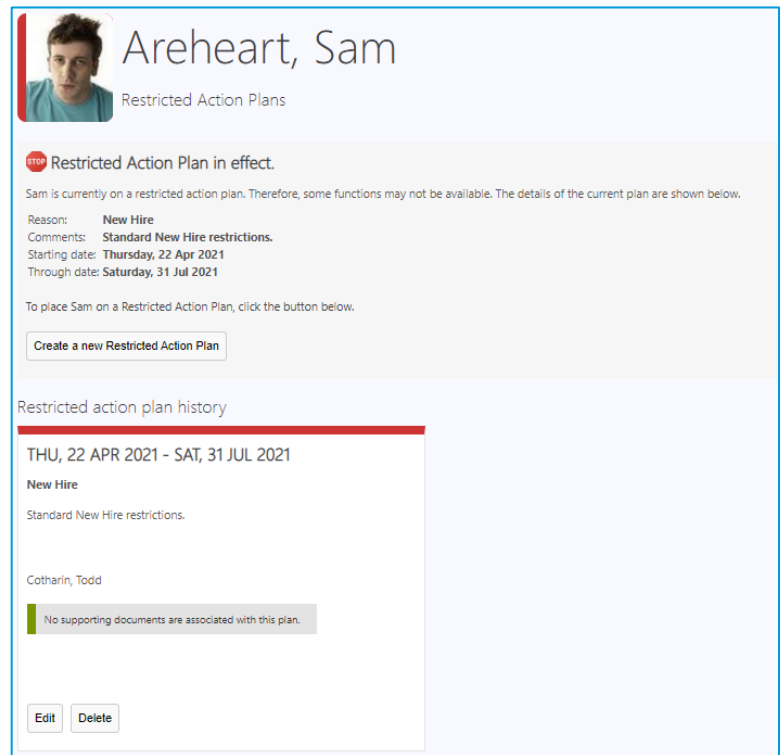 Areheart, Sam
Restricted Action Plans
STOP Restricted Action Plan in effect.
Sam is currently on a restricted action plan. Therefore, some functions may not be available. The details of the current plan are shown below.
Reason: New Hire
Comments: Standard New Hire restrictions.
Starting date: Thursday, 22 Apr 2021
Through date: Saturday, 31 Jul 2021
To place Sam on a Restricted Action Plan, click the button below.
Create a new Restricted Action Plan
Restricted action plan history
THU, 22 APR 2021 - SAT, 31 JUL 2021
New Hire
Standard New Hire restrictions.
Cotharin, Todd
No supporting documents are associated with this plan.
Edit Delete